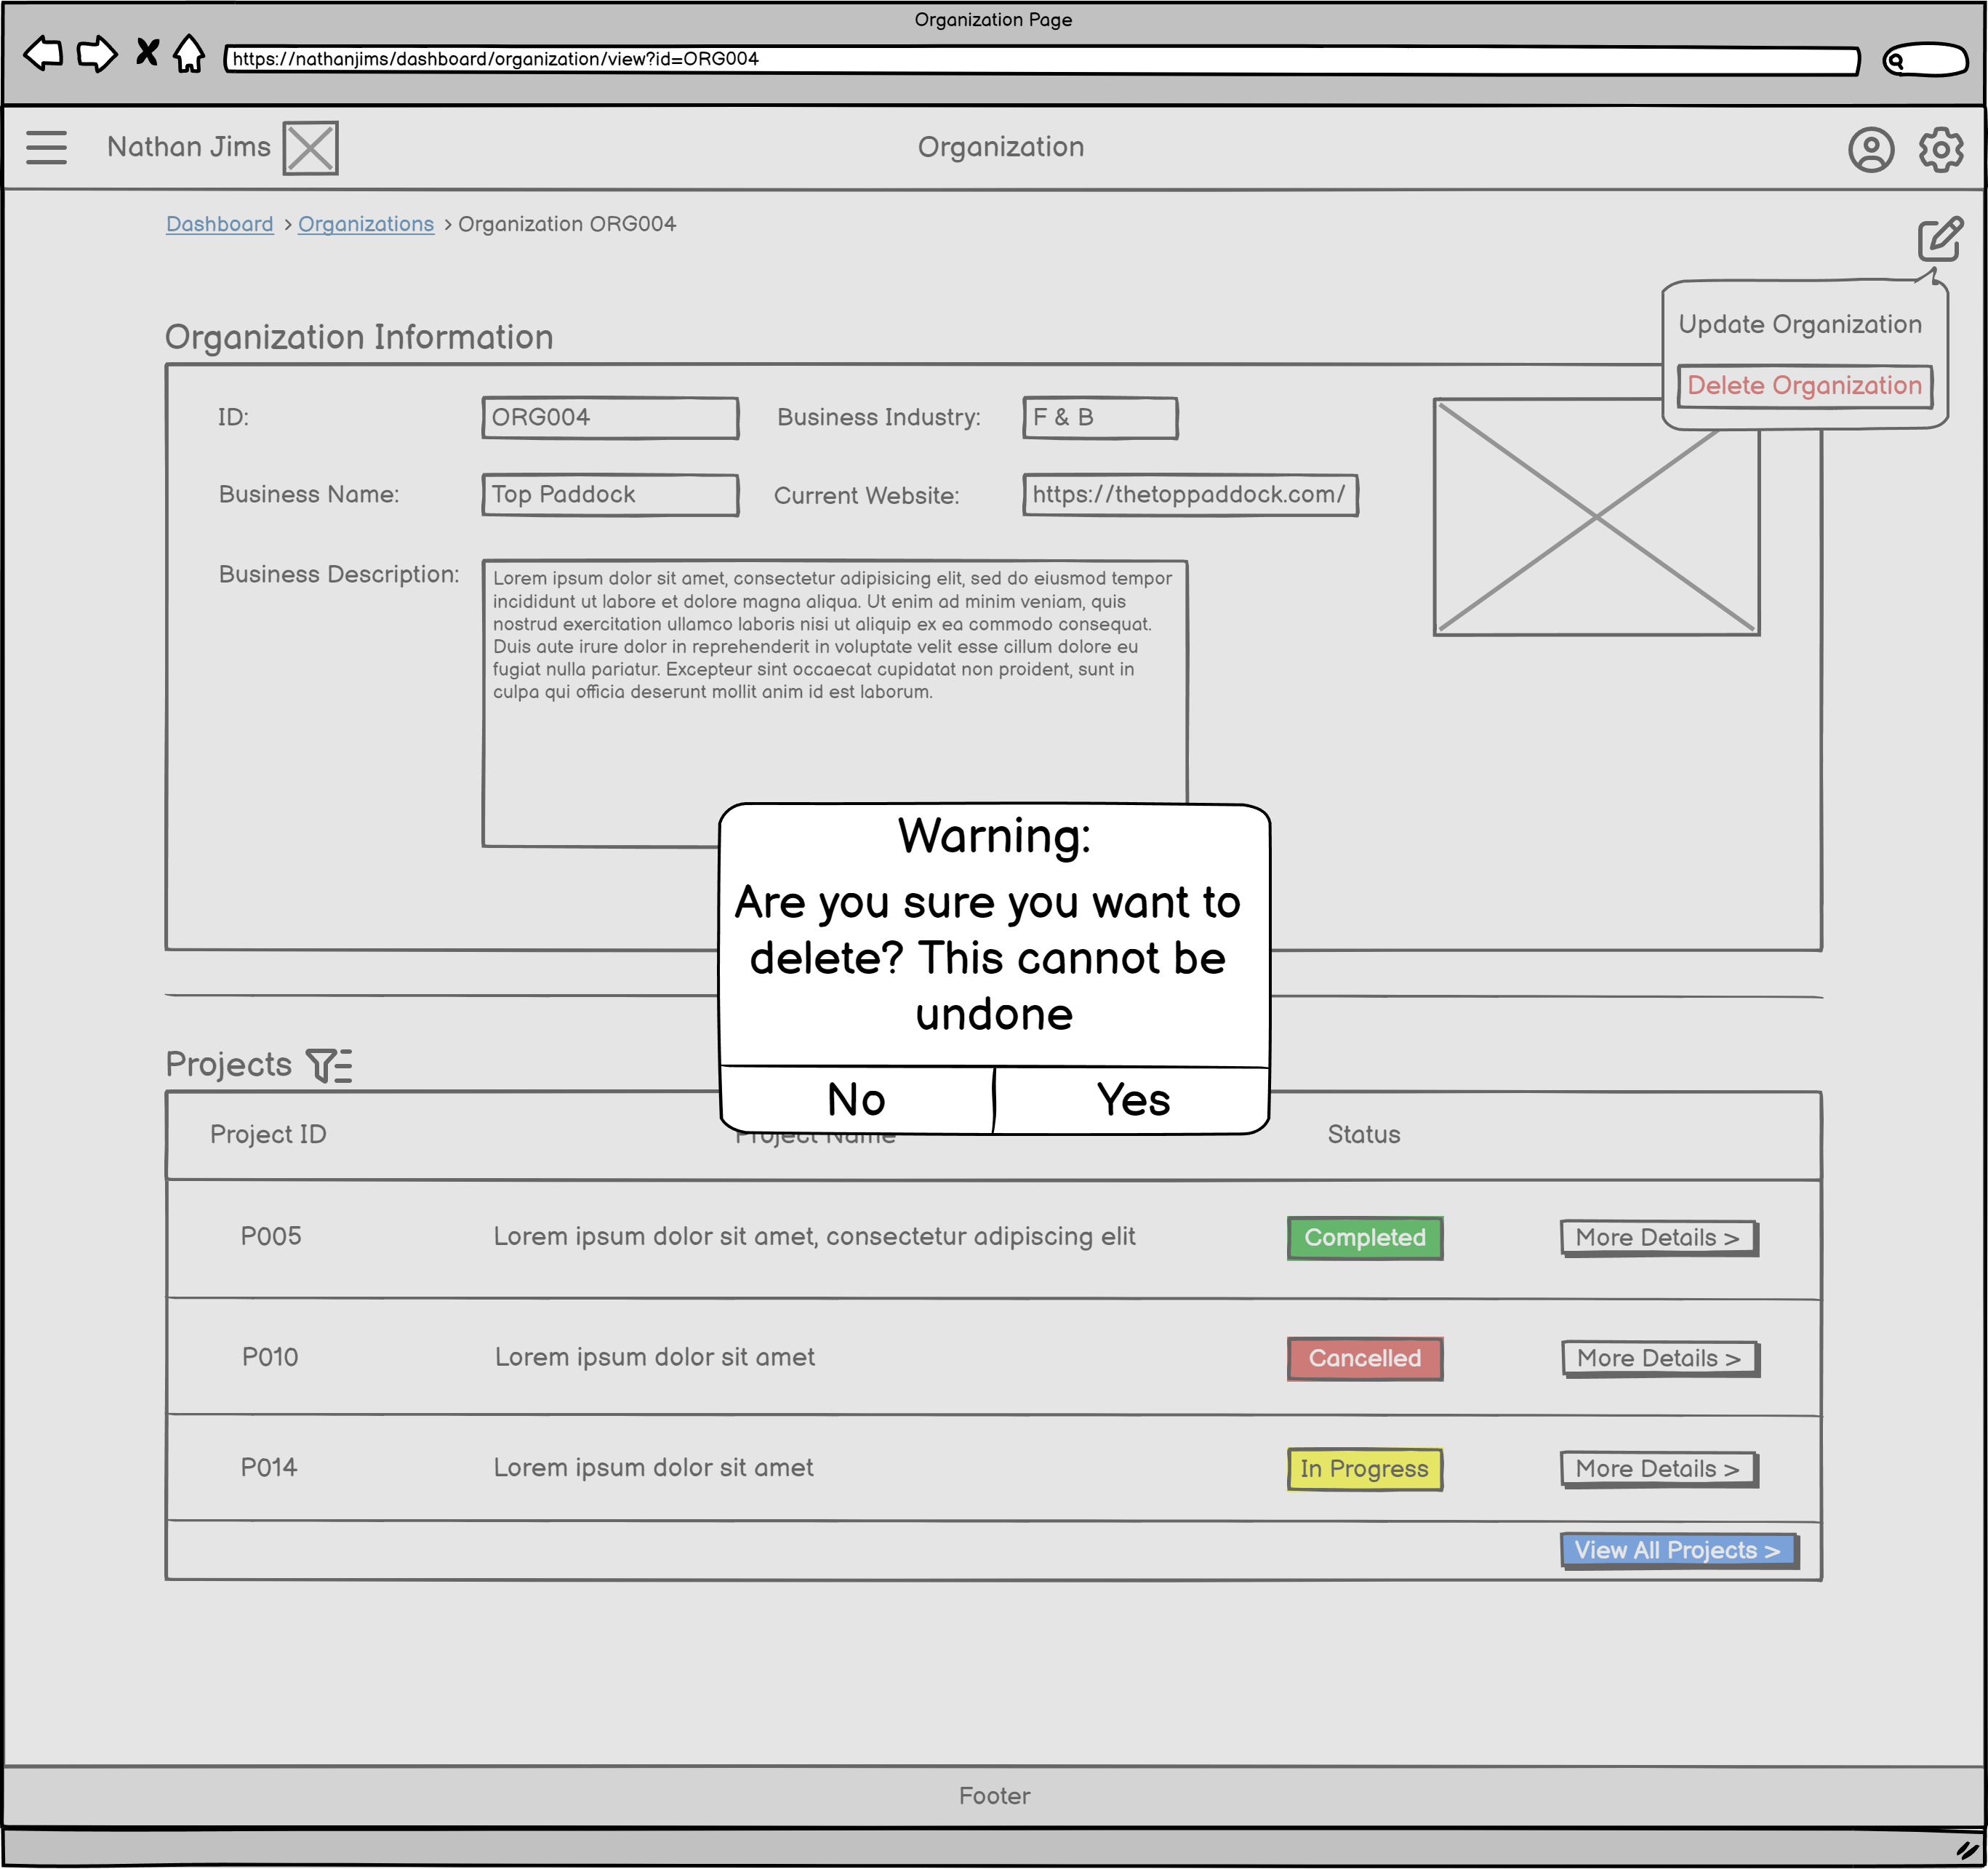 Organization Page
https://nathanjims/dashboard/organization/view?id=ORG004
Nathan Jims
Organization
Dashboard > Organizations > Organization ORG004
Update Organization
Delete Organization
Organization Information
ID:
ORG004
Business Industry:
F & B
Business Name:
Top Paddock
Current Website:
https://thetoppaddock.com/
Business Description:
Lorem ipsum dolor sit amet, consectetur adipisicing elit, sed do eiusmod tempor
incididunt ut labore et dolore magna aliqua. Ut enim ad minim veniam, quis
nostrud exercitation ullamco laboris nisi ut aliquip ex ea commodo consequat.
Duis aute irure dolor in reprehenderit in voluptate velit esse cillum dolore eu
fugiat nulla pariatur. Excepteur sint occaecat cupidatat non proident, sunt in
culpa qui officia deserunt mollit anim id est laborum.
Warning:
Are you sure you want to
delete? This cannot be
undone
No
Yes
Projects
Project ID
Project Name
Status
P005
Lorem ipsum dolor sit amet, consectetur adipiscing elit
Completed
More Details >
P010
Lorem ipsum dolor sit amet
Cancelled
More Details >
P014
Lorem ipsum dolor sit amet
In Progress
More Details >
View All Projects >
Footer